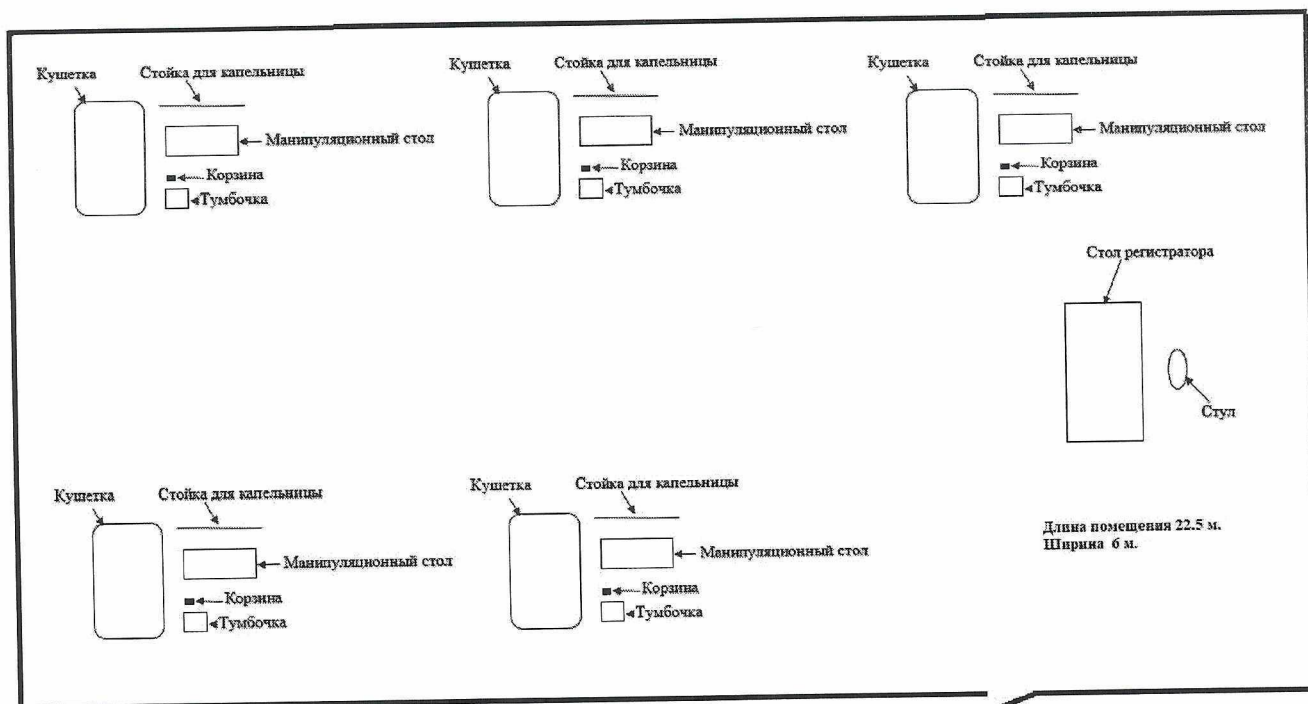 Кушетка
Стойка для капельницы
Манипуляционный стол
Корзина
Тумбочка
Кушетка
Стойка для капельницы
Манипуляционный стол
Корзина
Тумбочка
Кушетка
Стойка для капельницы
Манипуляционный стол
Корзина
Тумбочка
Стол регистратора
Стул
Кушетка
Стойка для капельницы
Манипуляционный стол
Корзина
Тумбочка
Кушетка
Стойка для капельницы
Манипуляционный стол
Корзина
Тумбочка
Длина помещения 22.5 м.
Ширина 6 м.